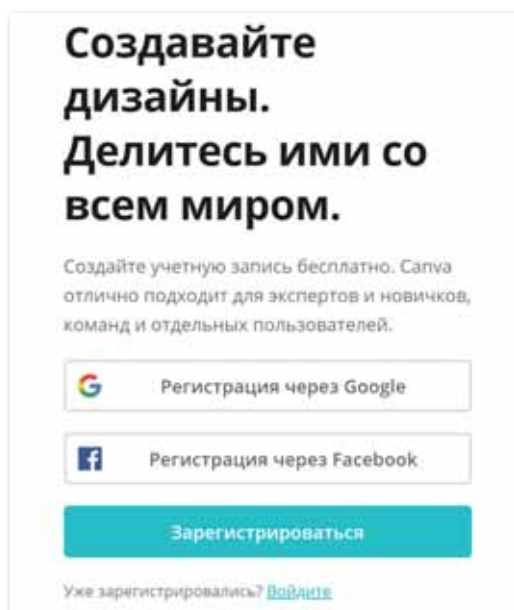 Создавайте
дизайны.
Делитесь ими со
всем миром.
Создайте учетную запись бесплатно. Canva
отлично подходит для экспертов и новичков,
команд и отдельных пользователей.
Регистрация через Google
Регистрация через Facebook
Зарегистрироваться
Уже зарегистрировались? Войдите